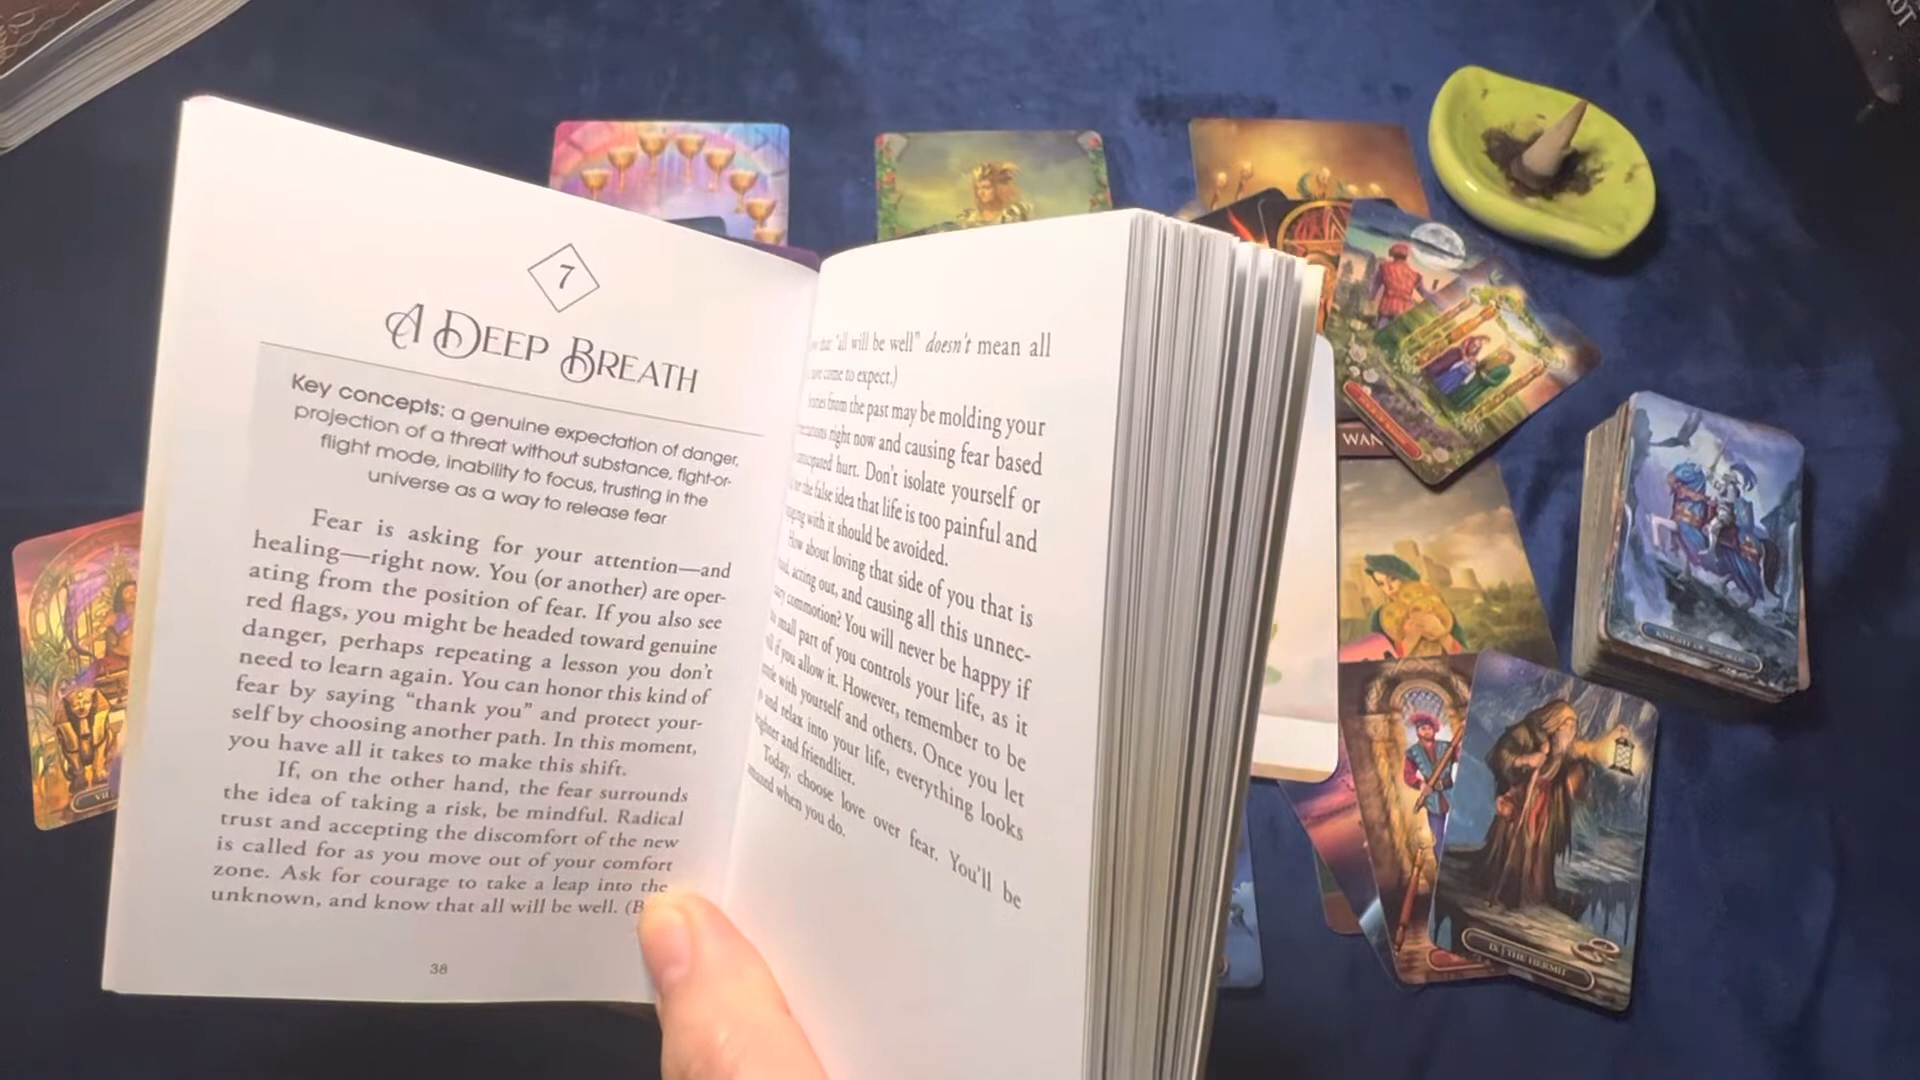 7
A DEEP BREATH
Key concepts: a genuine expectation of danger,
projection of a threat without substance, fight-or-
flight mode, inability to focus, trusting in the
universe as a way to release fear
Fear is asking for your attention—and
healing—right now. You (or another) are oper-
ating from the position of fear. If you also see
red flags, you might be headed toward genuine
danger, perhaps repeating a lesson you don't
need to learn again. You can honor this kind of
fear by saying "thank you" and protect your-
self by choosing another path. In this moment,
you have all it takes to make this shift.
If, on the other hand, the fear surrounds
the idea of taking a risk, be mindful. Radical
trust and accepting the discomfort of the new
is called for as you move out of your comfort
zone. Ask for courage to take a leap into the
unknown, and know that all will be well. (B
38
that "all will be well" doesn't mean all
have come to expect.)
from the past may be molding your
right now and causing fear based
anticipated hurt. Don't isolate yourself or
the false idea that life is too painful and
with it should be avoided.
How about loving that side of you that is
acting out, and causing all this unnec-
commotion? You will never be happy if
small part of you controls your life, as it
if you allow it. However, remember to be
with yourself and others. Once you let
and relax into your life, everything looks
and friendlier.
Today, choose love over fear. You'll be
amazed when you do.
WAN
KNIGHT OF SWORDS
IX THE HERMIT
VII
OT